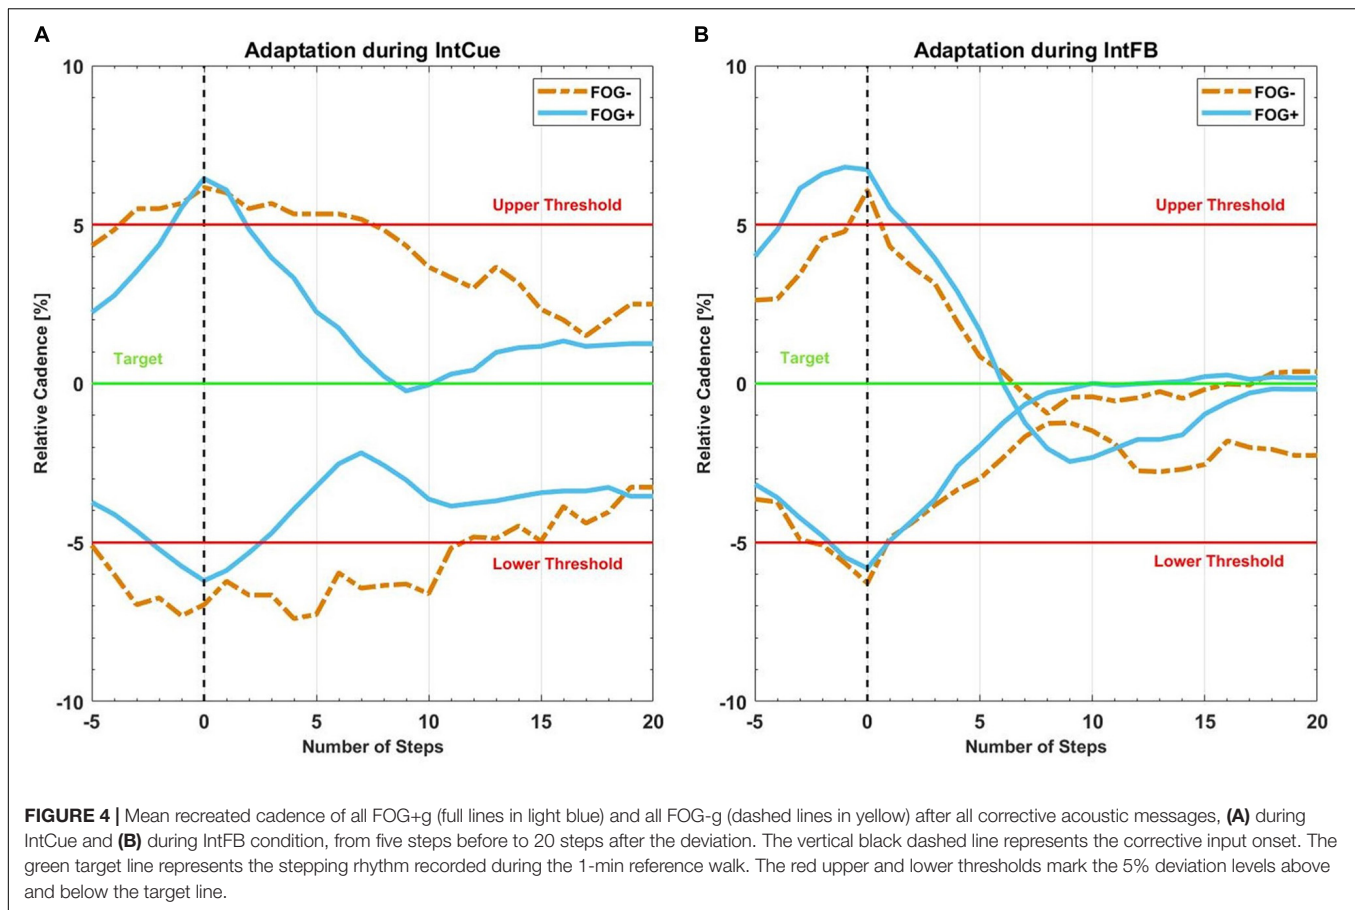 A
Adaptation during IntCue
10
5
0
-5
-10
Relative Cadence [%]
FOG-
FOG+
Upper Threshold
Target
Lower Threshold
-5 0 5 10 15 20
Number of Steps
B
Adaptation during IntFB
10
5
0
-5
-10
Relative Cadence [%]
FOG-
FOG+
Upper Threshold
Target
Lower Threshold
-5 0 5 10 15 20
Number of Steps
FIGURE 4 | Mean recreated cadence of all FOG+g (full lines in light blue) and all FOG-g (dashed lines in yellow) after all corrective acoustic messages, (A) during
IntCue and (B) during IntFB condition, from five steps before to 20 steps after the deviation. The vertical black dashed line represents the corrective input onset. The
green target line represents the stepping rhythm recorded during the 1-min reference walk. The red upper and lower thresholds mark the 5% deviation levels above
and below the target line.